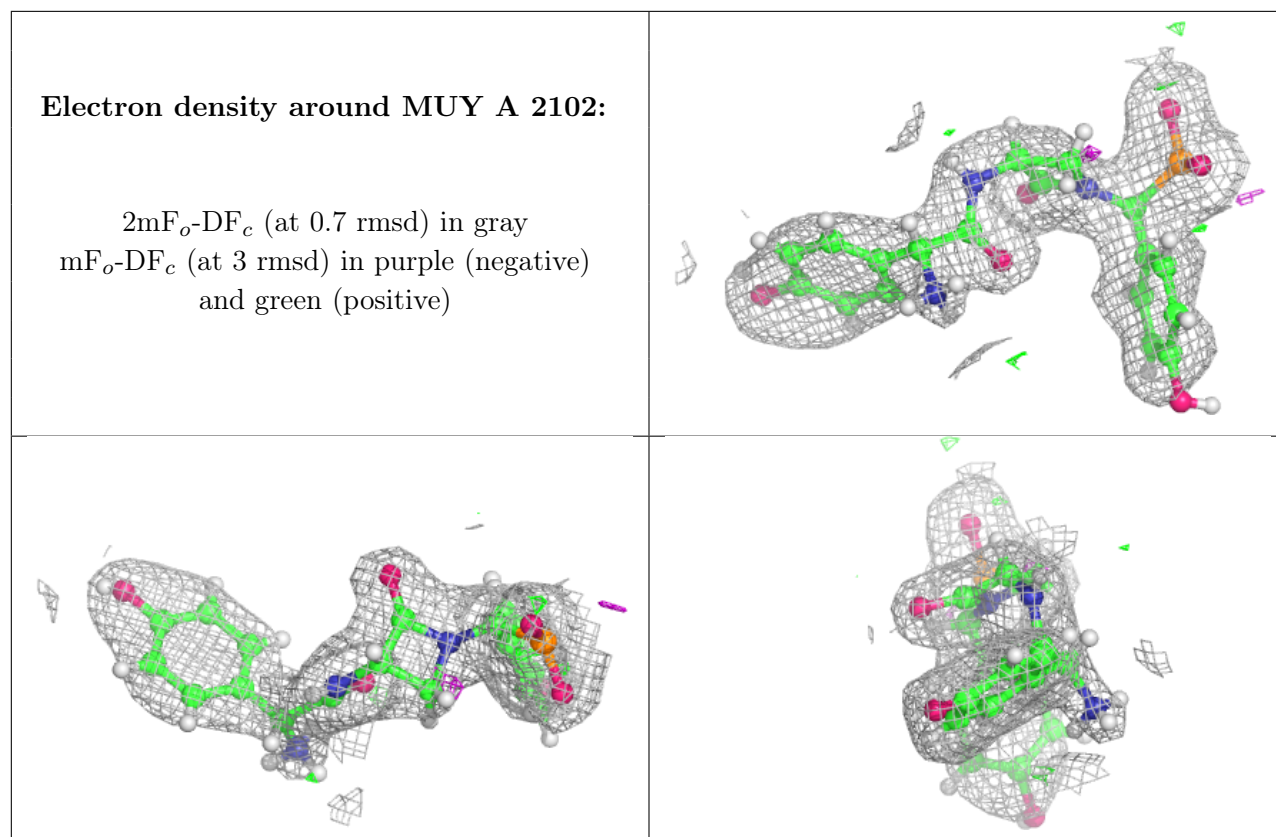 Electron density around MUY A 2102:
2mFₒ-DF𝒸 (at 0.7 rmsd) in gray
mFₒ-DF𝒸 (at 3 rmsd) in purple (negative)
and green (positive)